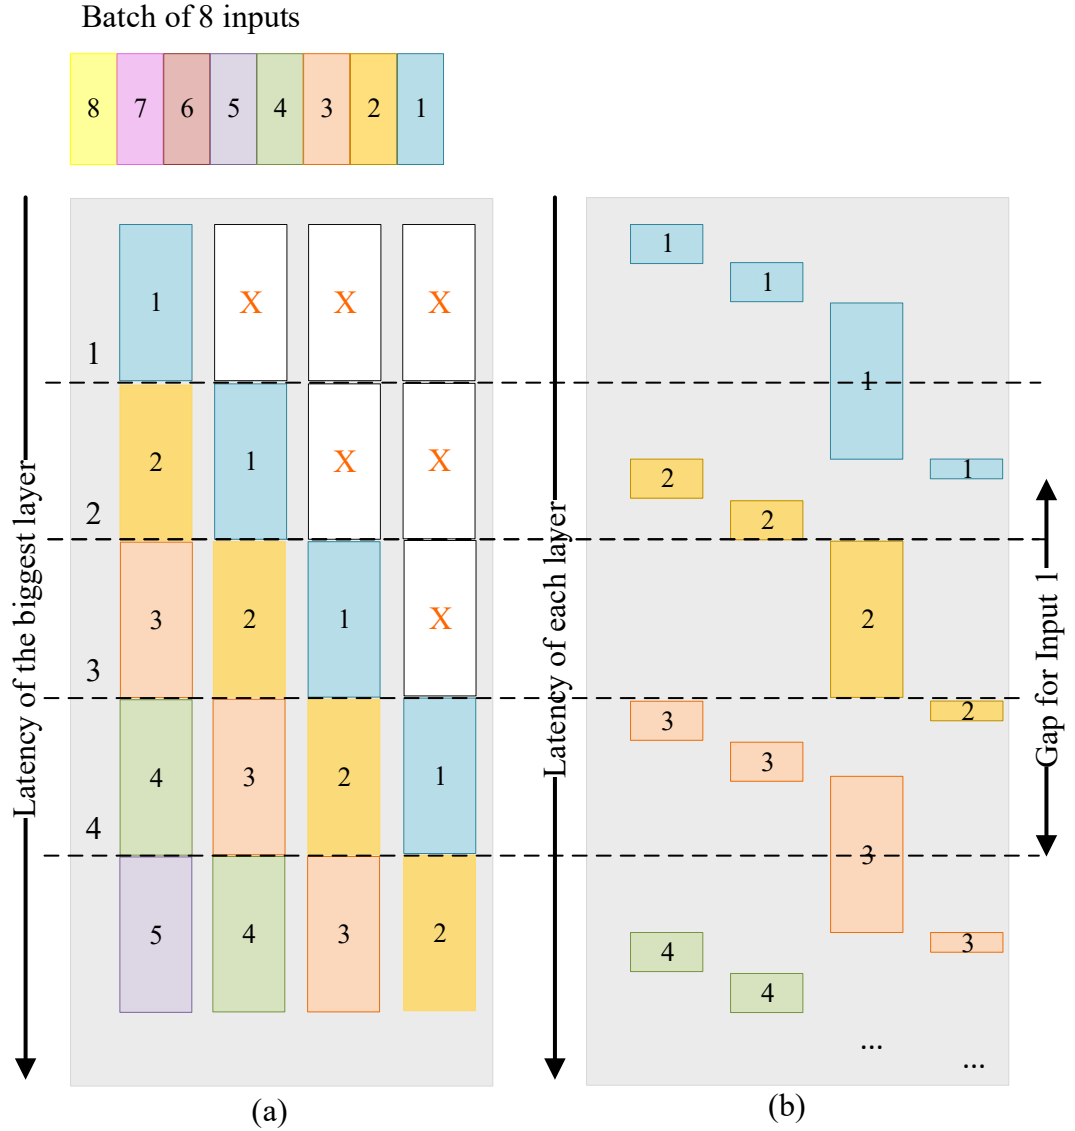 Batch of 8 inputs
8 7 6 5 4 3 2 1
Latency of the biggest layer
1 X X X
1
2 1 X X
2
3 2 1 X
3
4 3 2 1
4
5 4 3 2
(a)
Latency of each layer
1
1
1
1
2
2
2
2
3
3
3
3
4
4
...
...
Gap for Input 1
(b)